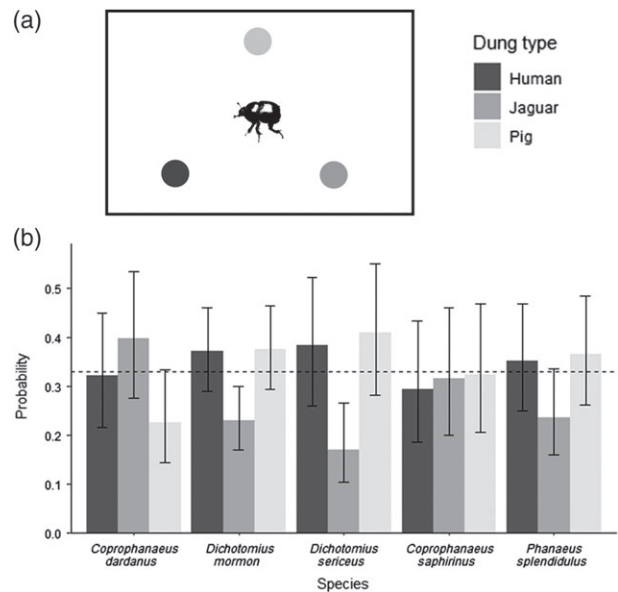 (a)
Dung type
Human
Jaguar
Pig
(b)
Probability
0.5
0.4
0.3
0.2
0.1
0.0
Coprophanaeus
dardanus
Dichotomius
mormon
Dichotomius
sericeus
Coprophanaeus
saphirinus
Phanaeus
splendidulus
Species